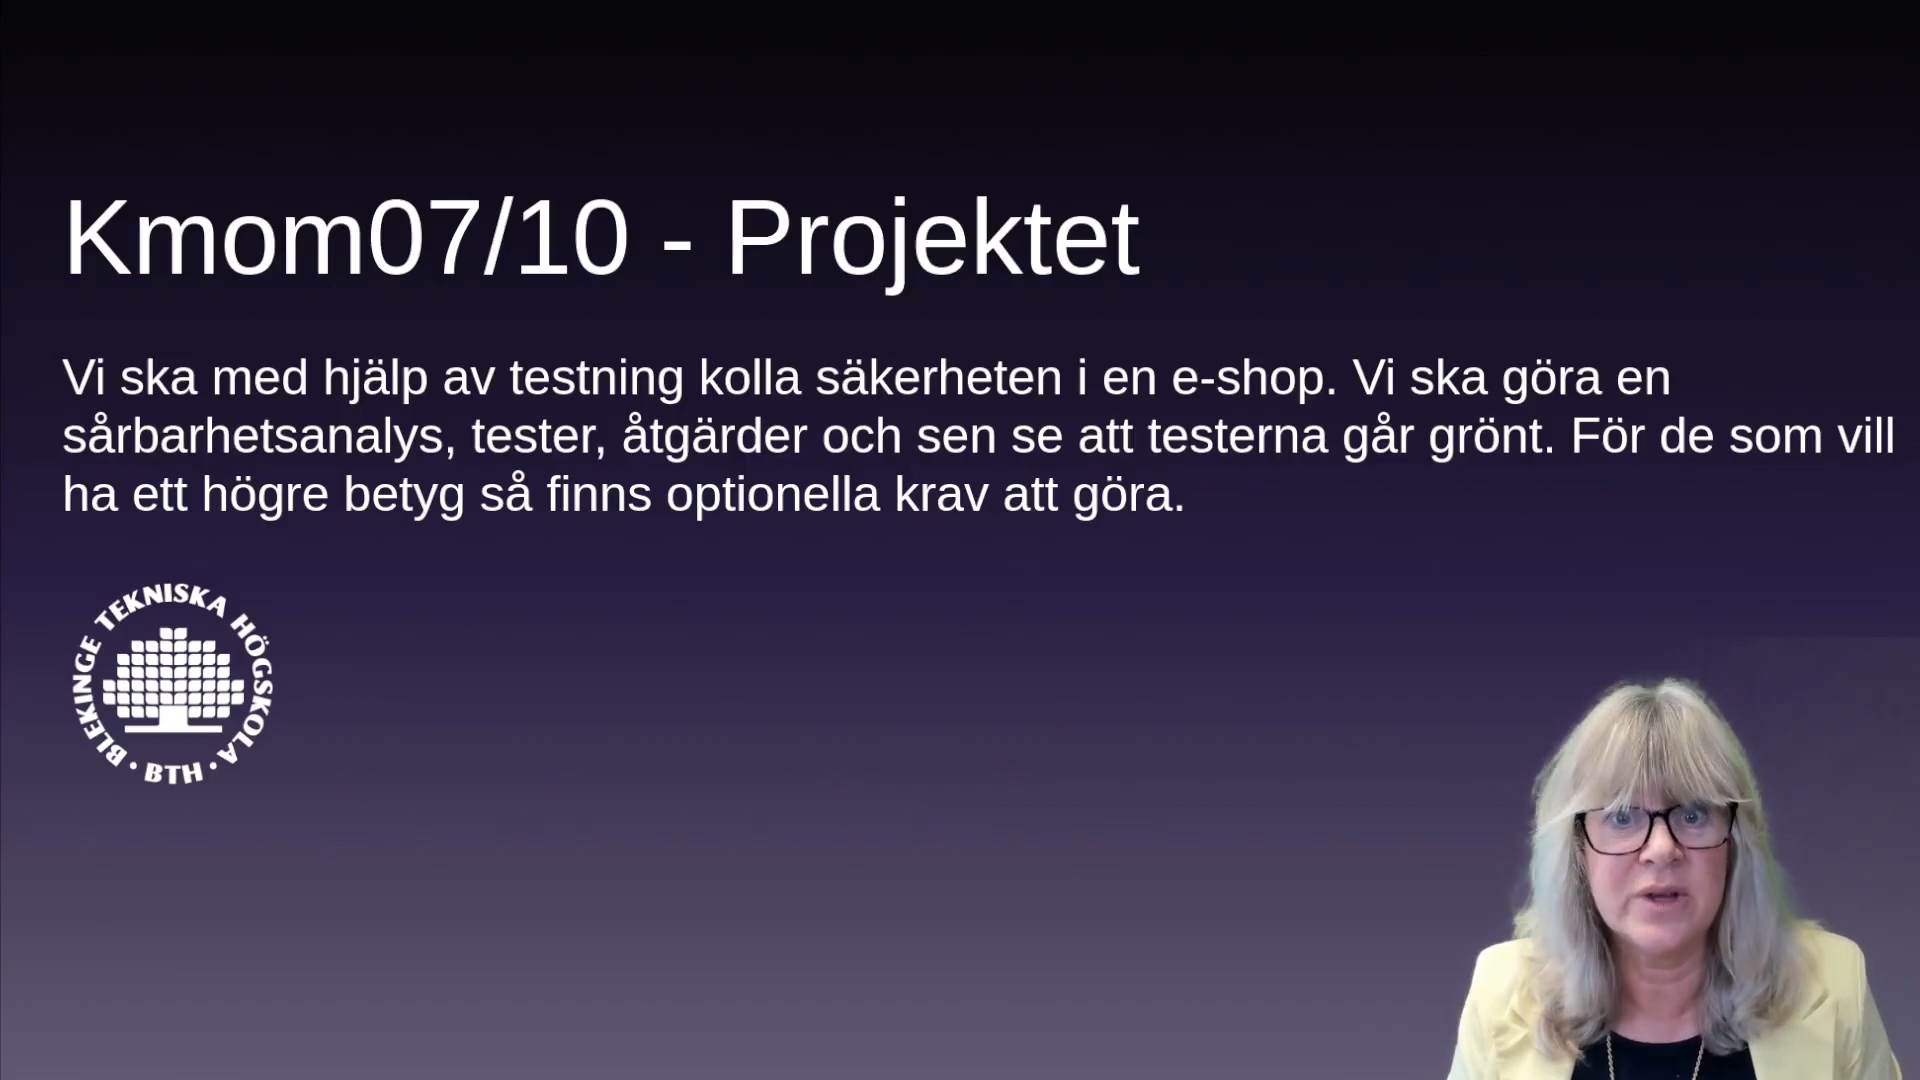 Kmom07/10 - Projektet
Vi ska med hjälp av testning kolla säkerheten i en e-shop. Vi ska göra en
sårbarhetsanalys, tester, åtgärder och sen se att testerna går grönt. För de som vill
ha ett högre betyg så finns optionella krav att göra.
BLEKINGE TEKNISKA HÖGSKOLA
• BTH •